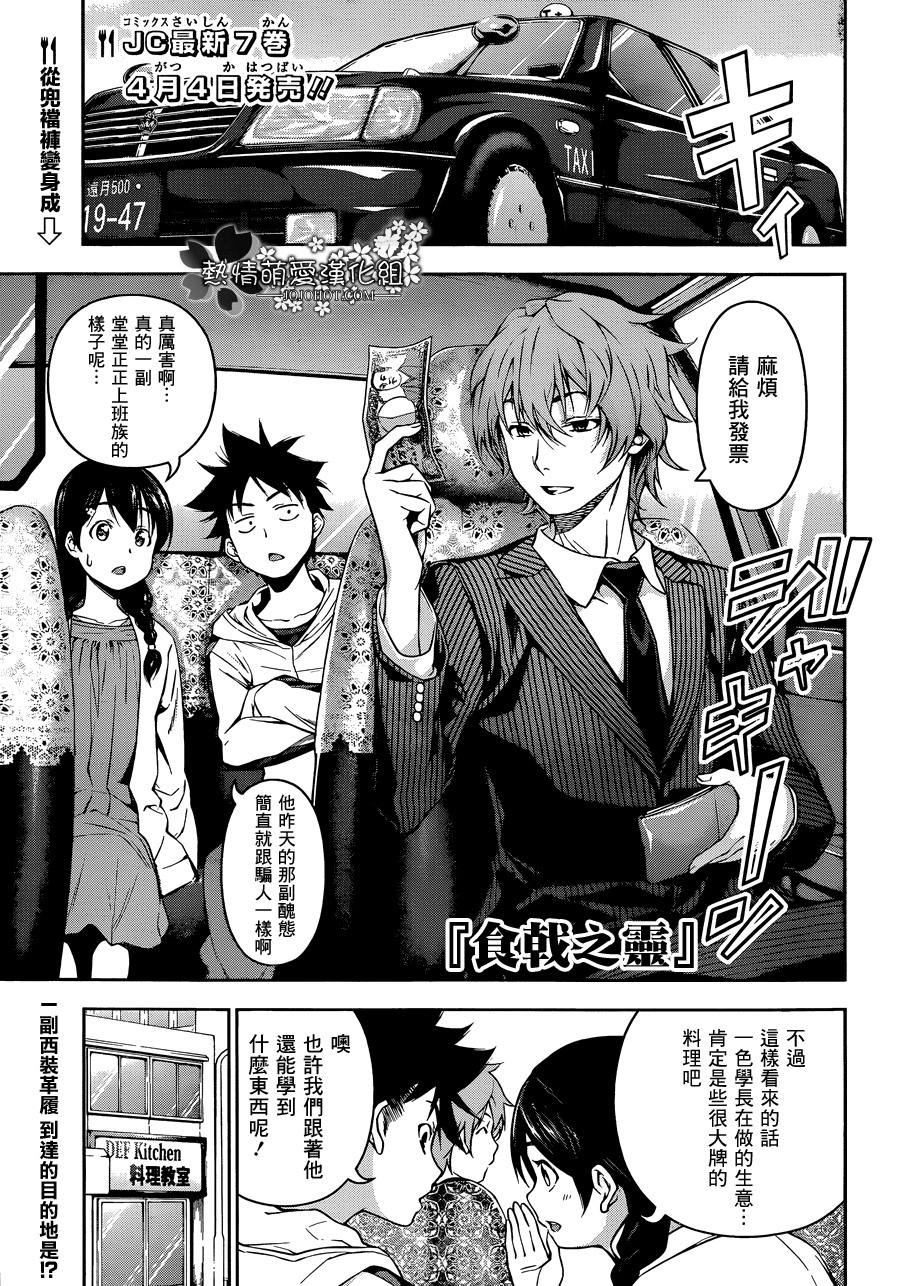 コミックスさいしん かん
JC最新7巻
がつ か はつばい
4月4日発売!!
從兜襠褲變身成
キィ
TAXI
遠月500
19-47
熱情萌愛漢化組
JOJOHOT.COM
麻煩
請給我發票
真厲害啊…
真的一副
堂堂正正上班族的
樣子呢…
ジャキーン
他昨天的那副醜態
簡直就跟騙人一樣啊
『食戟之靈』
不過
這樣看來的話
一色學長在做的生意…
肯定是些很大牌的
料理吧
噢
也許我們跟著他
還能學到
什麼東西呢!
DEF Kitchen
料理教室
一副西裝革履 到達的目的地是!?